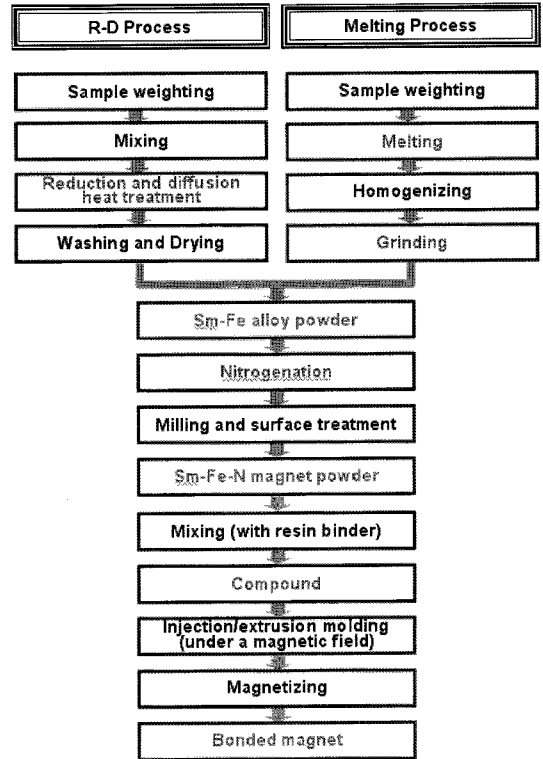 R-D Process
Melting Process
Sample weighting
Mixing
Reduction and diffusion
heat treatment
Washing and Drying
Sample weighting
Melting
Homogenizing
Grinding
Sm-Fe alloy powder
Nitrogenation
Milling and surface treatment
Sm-Fe-N magnet powder
Mixing (with resin binder)
Compound
Injection/extrusion molding
(under a magnetic field)
Magnetizing
Bonded magnet